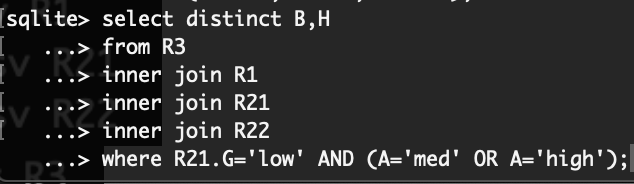 sqlite> select distinct B,H
...> from R3
...> inner join R1
...> inner join R21
...> inner join R22
...> where R21.G='low' AND (A='med' OR A='high');